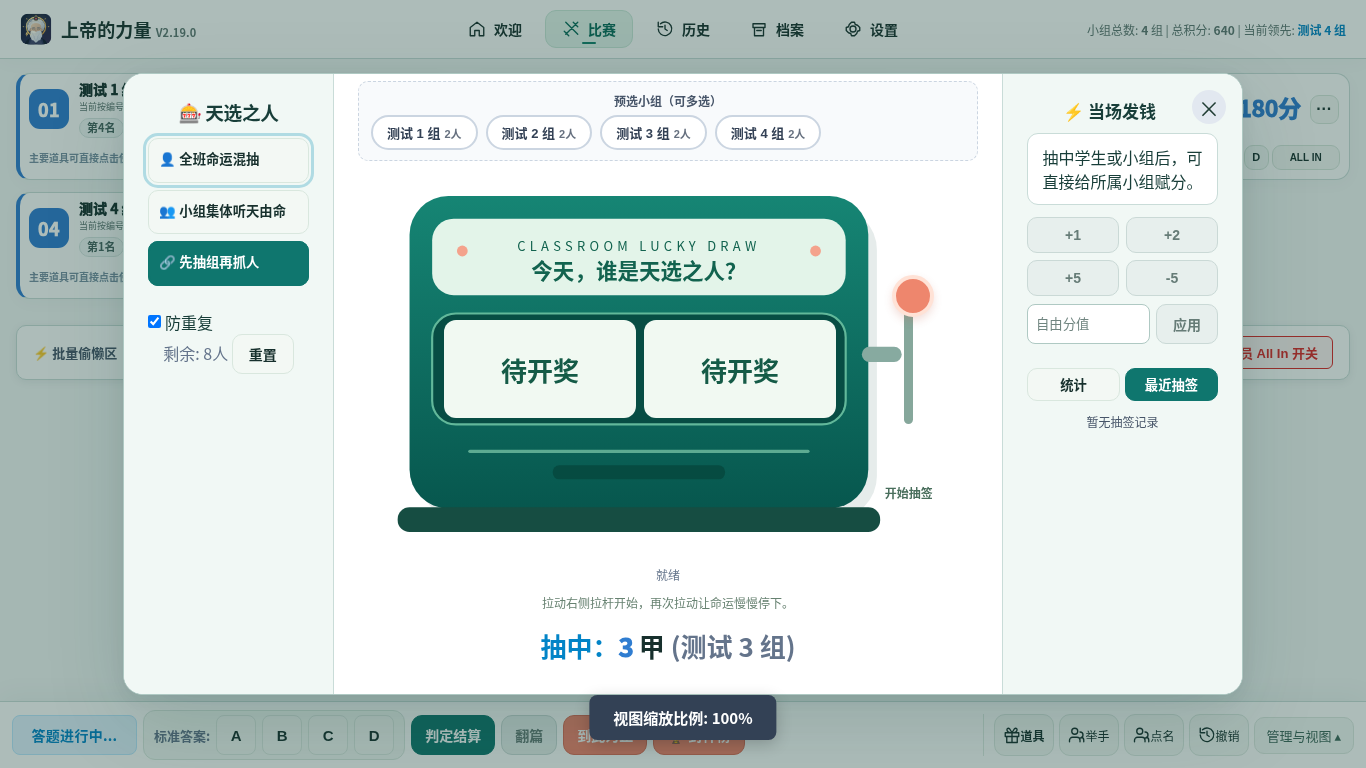 上帝的力量 V2.19.0
欢迎
比赛
历史
档案
设置
小组总数: 4 组 | 总积分: 640 | 当前领先: 测试 4 组
01
测试 1
当前按编号
第4名
主要道具可直接点击
180分
D
ALL IN
04
测试 4
当前按编号
第1名
主要道具可直接点击
⚡ 批量偷懒区
员 All In 开关
🎰 天选之人
👤 全班命运混抽
👥 小组集体听天由命
🔗 先抽组再抓人
防重复
剩余: 8人
重置
预选小组（可多选）
测试 1 组 2人
测试 2 组 2人
测试 3 组 2人
测试 4 组 2人
CLASSROOM LUCKY DRAW
今天，谁是天选之人？
待开奖
待开奖
开始抽签
就绪
拉动右侧拉杆开始，再次拉动让命运慢慢停下。
抽中：3 甲 (测试 3 组)
⚡ 当场发钱
抽中学生或小组后，可
直接给所属小组赋分。
+1
+2
+5
-5
自由分值
应用
统计
最近抽签
暂无抽签记录
视图缩放比例: 100%
答题进行中...
标准答案:
A
B
C
D
判定结算
翻篇
道具
举手
点名
撤销
管理与视图 ▴